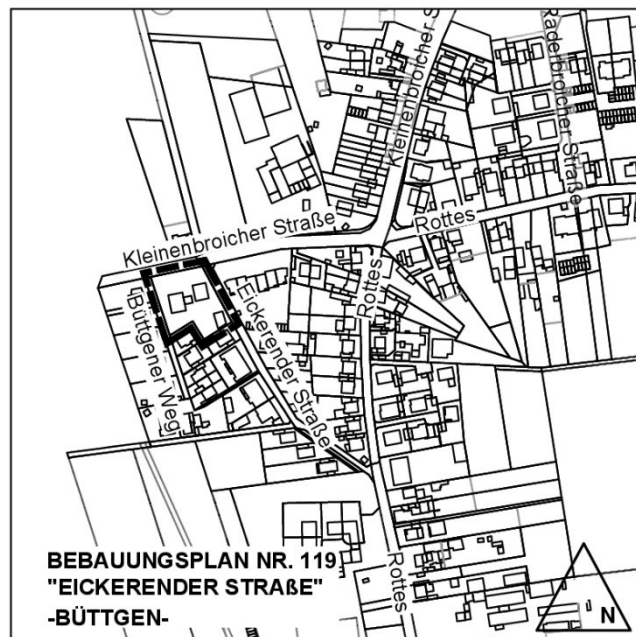 Kleinenbroicher S
Raderbroicher Straße
Kleinenbroicher Straße
Rottes
Rottes
Büttgener Weg
Eickerender Straße
Rottes
BEBAUUNGSPLAN NR. 119
"EICKERENDER STRAßE"
-BÜTTGEN-
N